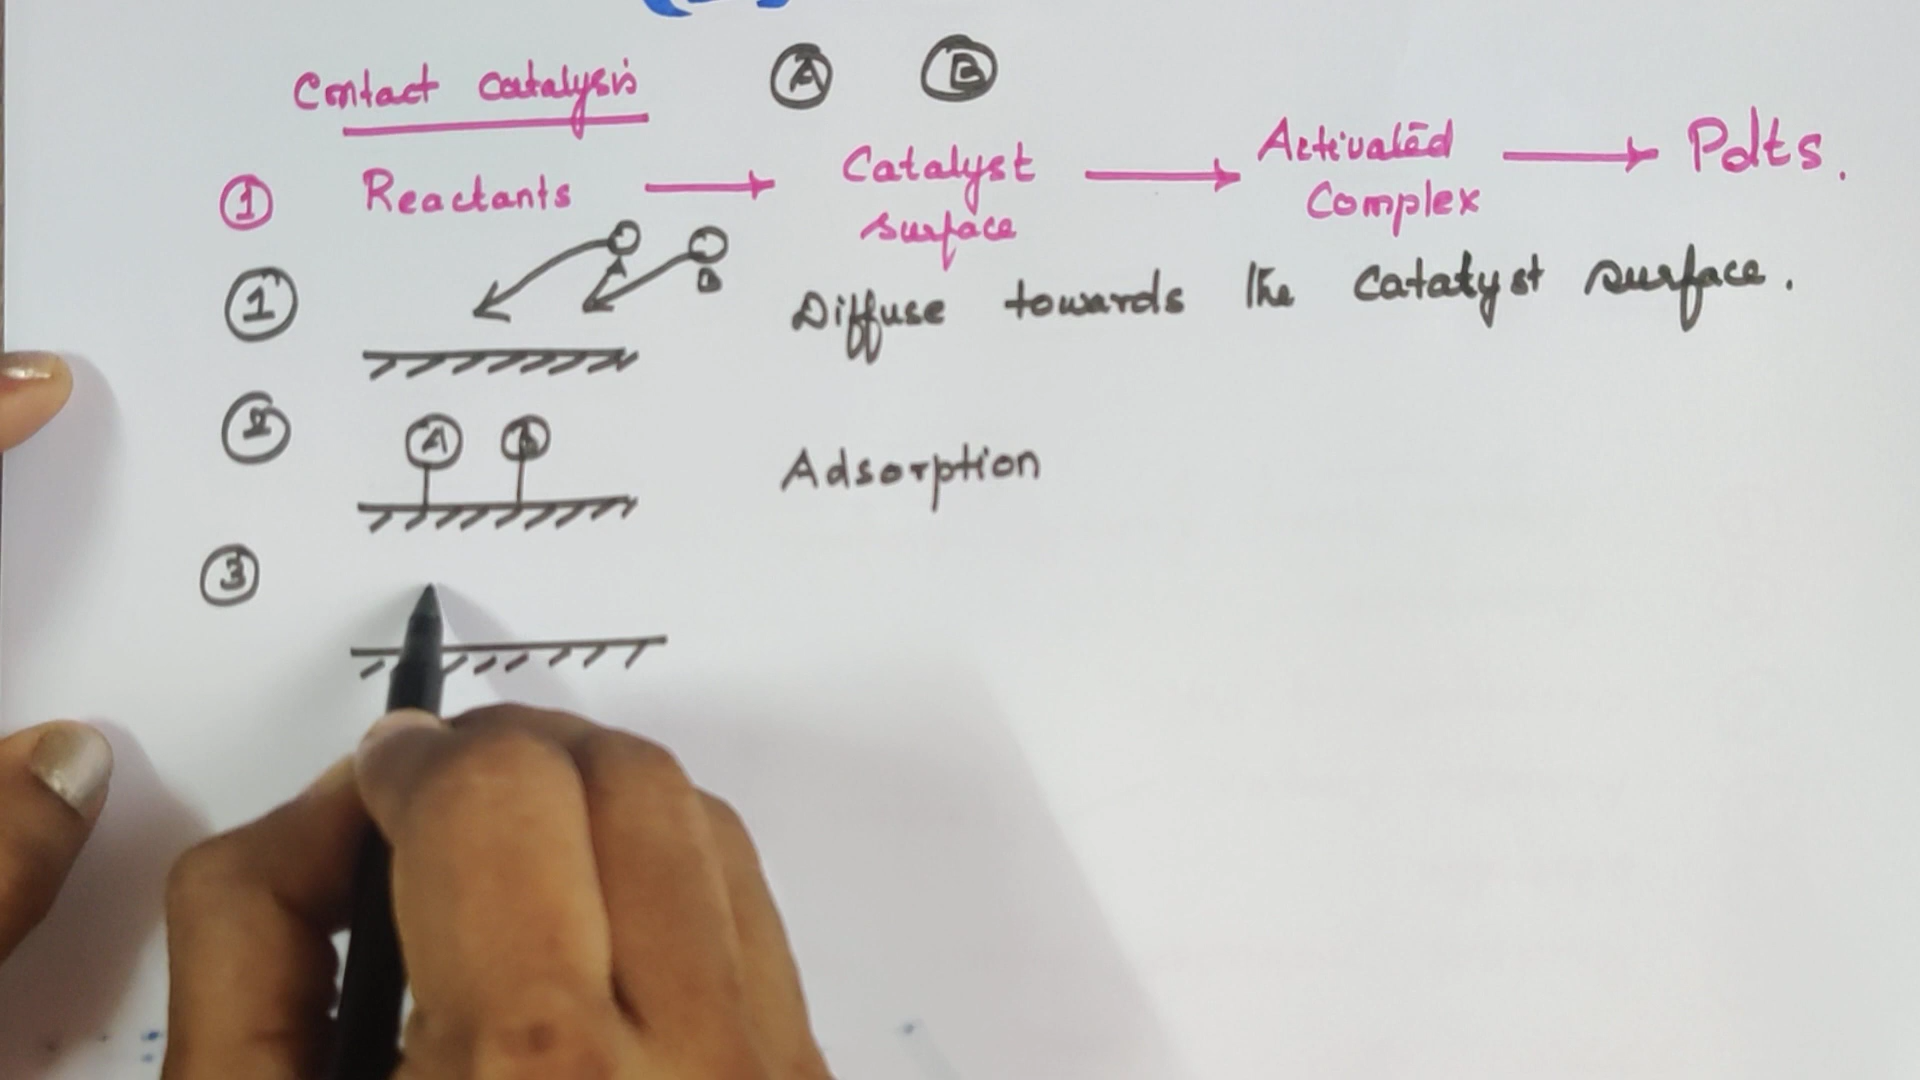 Contact catalysis A B
① Reactants → Catalyst surface → Activated Complex → Pdts.
① A B Diffuse towards the catalyst surface.
② A B Adsorption
③